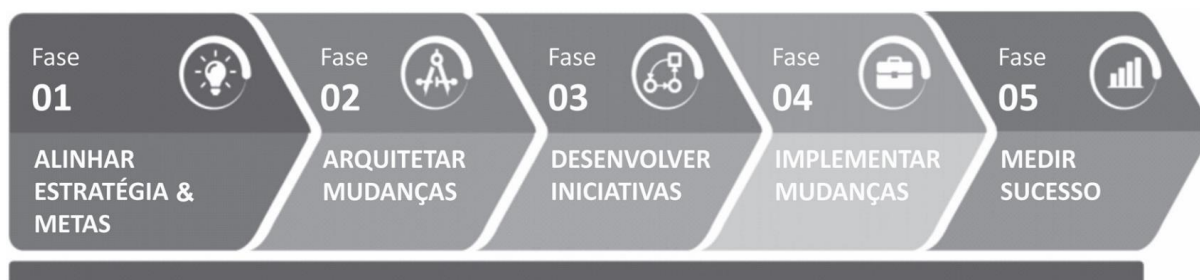 Fase
01
ALINHAR
ESTRATÉGIA &
METAS
Fase
02
ARQUITETAR
MUDANÇAS
Fase
03
DESENVOLVER
INICIATIVAS
Fase
04
IMPLEMENTAR
MUDANÇAS
Fase
05
MEDIR
SUCESSO